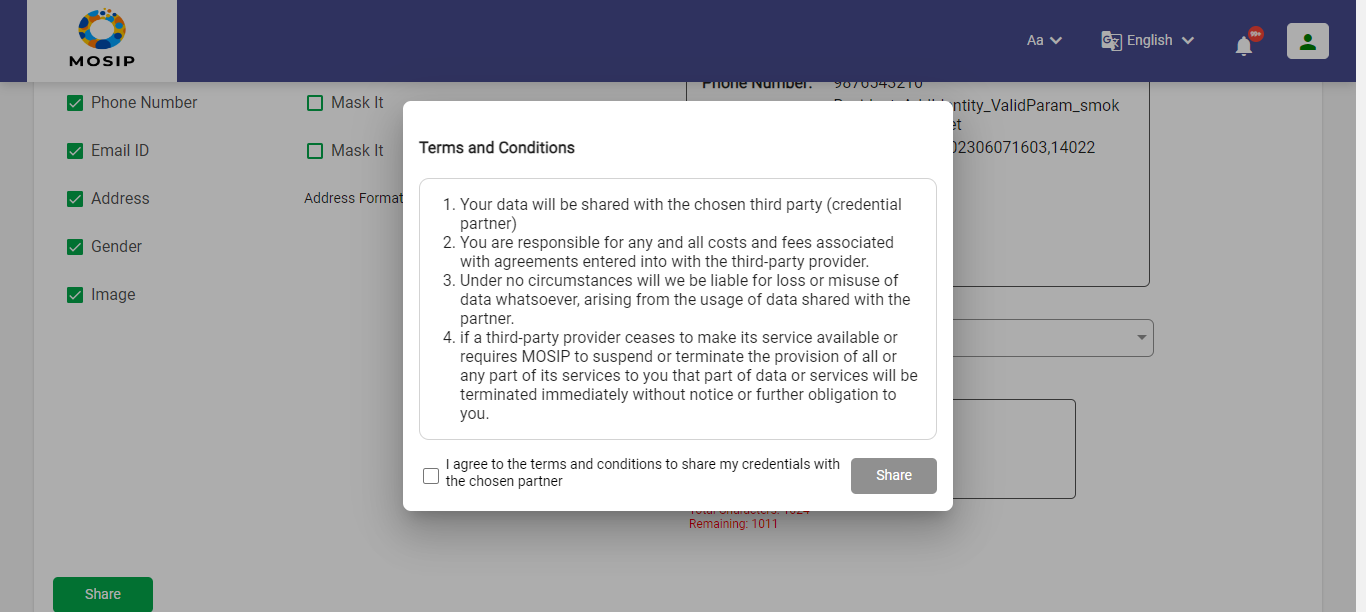 MOSIP
Aa
English
99+
Phone Number
Mask It
Phone Number:
9876543210
Email ID
Mask It
ntity_ValidParam_smok
et
02306071603,14022
Address
Address Format
Gender
Image
Terms and Conditions
1. Your data will be shared with the chosen third party (credential
partner)
2. You are responsible for any and all costs and fees associated
with agreements entered into with the third-party provider.
3. Under no circumstances will we be liable for loss or misuse of
data whatsoever, arising from the usage of data shared with the
partner.
4. if a third-party provider ceases to make its service available or
requires MOSIP to suspend or terminate the provision of all or
any part of its services to you that part of data or services will be
terminated immediately without notice or further obligation to
you.
I agree to the terms and conditions to share my credentials with
the chosen partner
Share
Total Characters: 1024
Remaining: 1011
Share